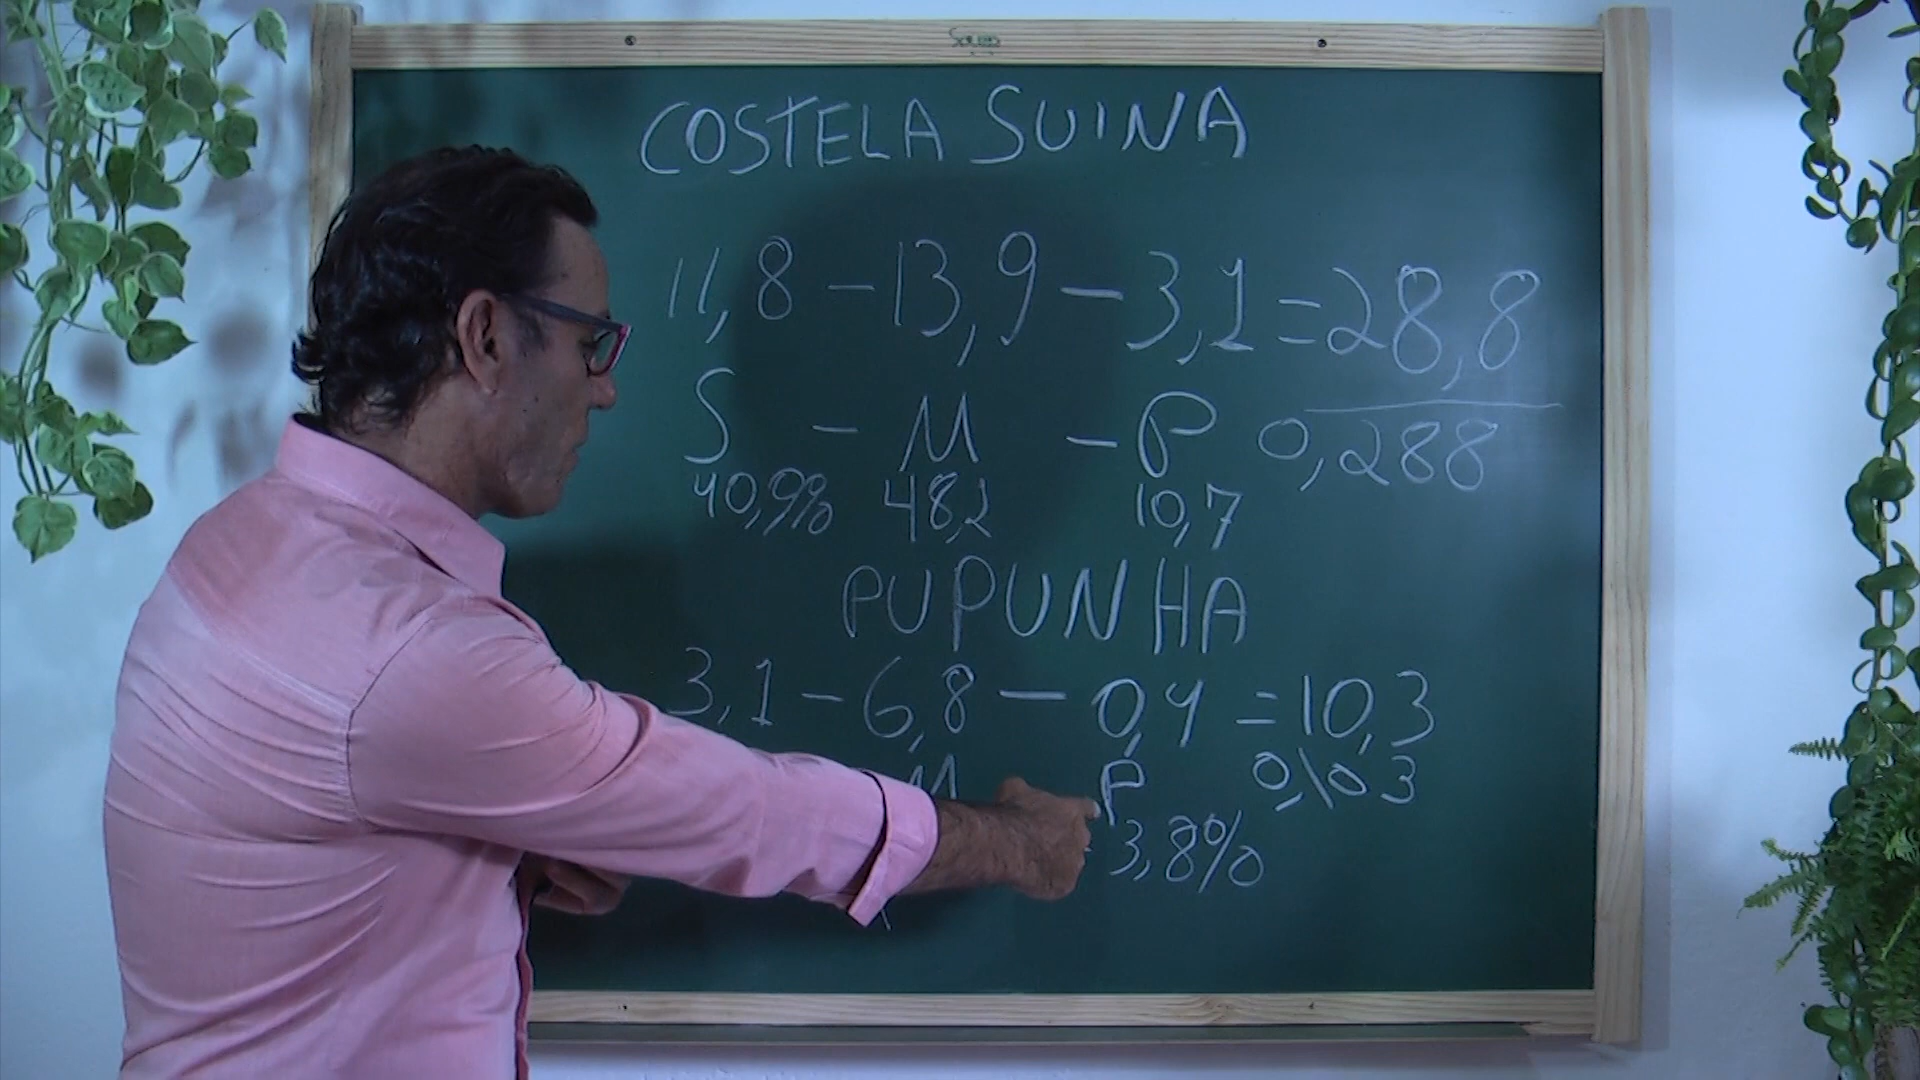 COSTELA SUINA
11,8 - 13,9 - 3,1 = 28,8
S - M - P 0,288
40,9% 48,2 10,7
PUPUNHA
3,1 - 6,8 - 0,4 = 10,3
M P 0,103
3,8%